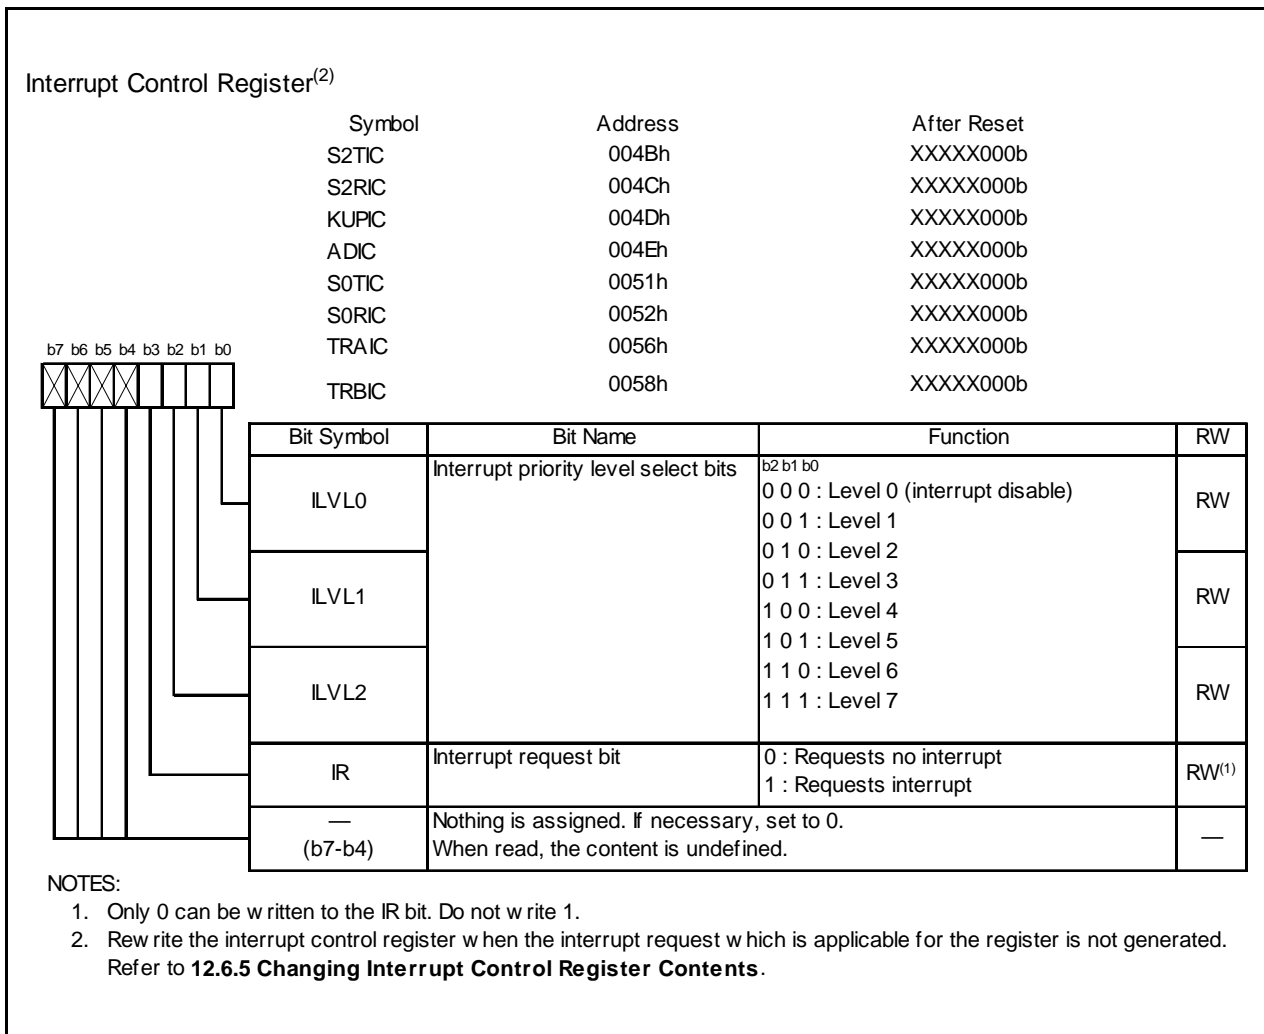 Interrupt Control Register(2)
Symbol Address After Reset
S2TIC 004Bh XXXXX000b
S2RIC 004Ch XXXXX000b
KUPIC 004Dh XXXXX000b
ADIC 004Eh XXXXX000b
S0TIC 0051h XXXXX000b
S0RIC 0052h XXXXX000b
TRAIC 0056h XXXXX000b
TRBIC 0058h XXXXX000b
b7 b6 b5 b4 b3 b2 b1 b0
Bit Symbol Bit Name Function RW
ILVL0 Interrupt priority level select bits b2 b1 b0 RW
0 0 0 : Level 0 (interrupt disable)
0 0 1 : Level 1
0 1 0 : Level 2
ILVL1 0 1 1 : Level 3 RW
1 0 0 : Level 4
1 0 1 : Level 5
ILVL2 1 1 0 : Level 6 RW
1 1 1 : Level 7
IR Interrupt request bit 0 : Requests no interrupt RW(1)
1 : Requests interrupt
— Nothing is assigned. If necessary, set to 0. —
(b7-b4) When read, the content is undefined.
NOTES:
1. Only 0 can be written to the IR bit. Do not write 1.
2. Rewrite the interrupt control register when the interrupt request which is applicable for the register is not generated.
Refer to 12.6.5 Changing Interrupt Control Register Contents.